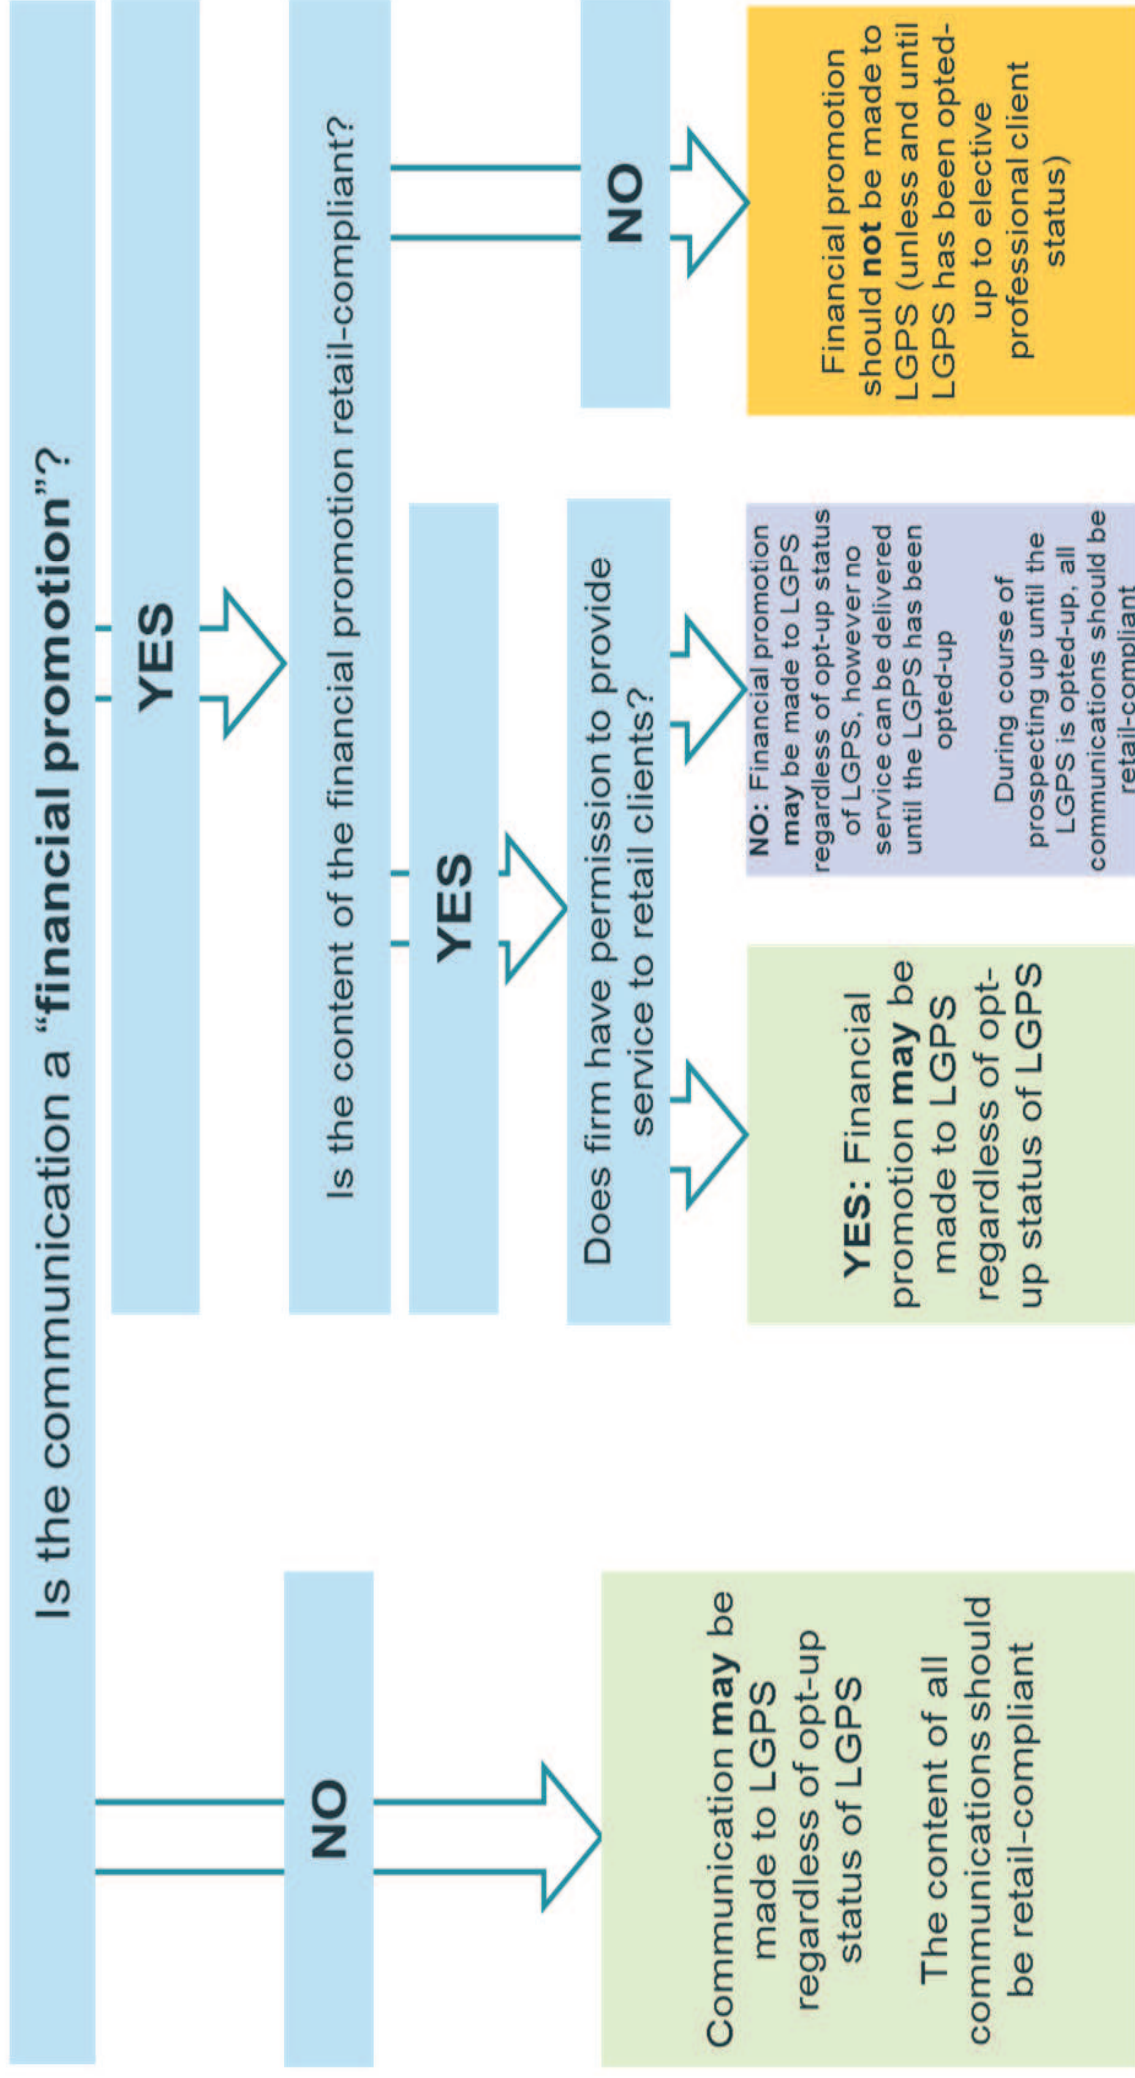 Is the communication a “financial promotion”?
YES
Is the content of the financial promotion retail-compliant?
NO
YES
Does firm have permission to provide
service to retail clients?
NO
Communication may be
made to LGPS
regardless of opt-up
status of LGPS
The content of all
communications should
be retail-compliant
YES: Financial
promotion may be
made to LGPS
regardless of opt-
up status of LGPS
NO: Financial promotion
may be made to LGPS
regardless of opt-up status
of LGPS, however no
service can be delivered
until the LGPS has been
opted-up
During course of
prospecting up until the
LGPS is opted-up, all
communications should be
retail-compliant
Financial promotion
should not be made to
LGPS (unless and until
LGPS has been opted-
up to elective
professional client
status)